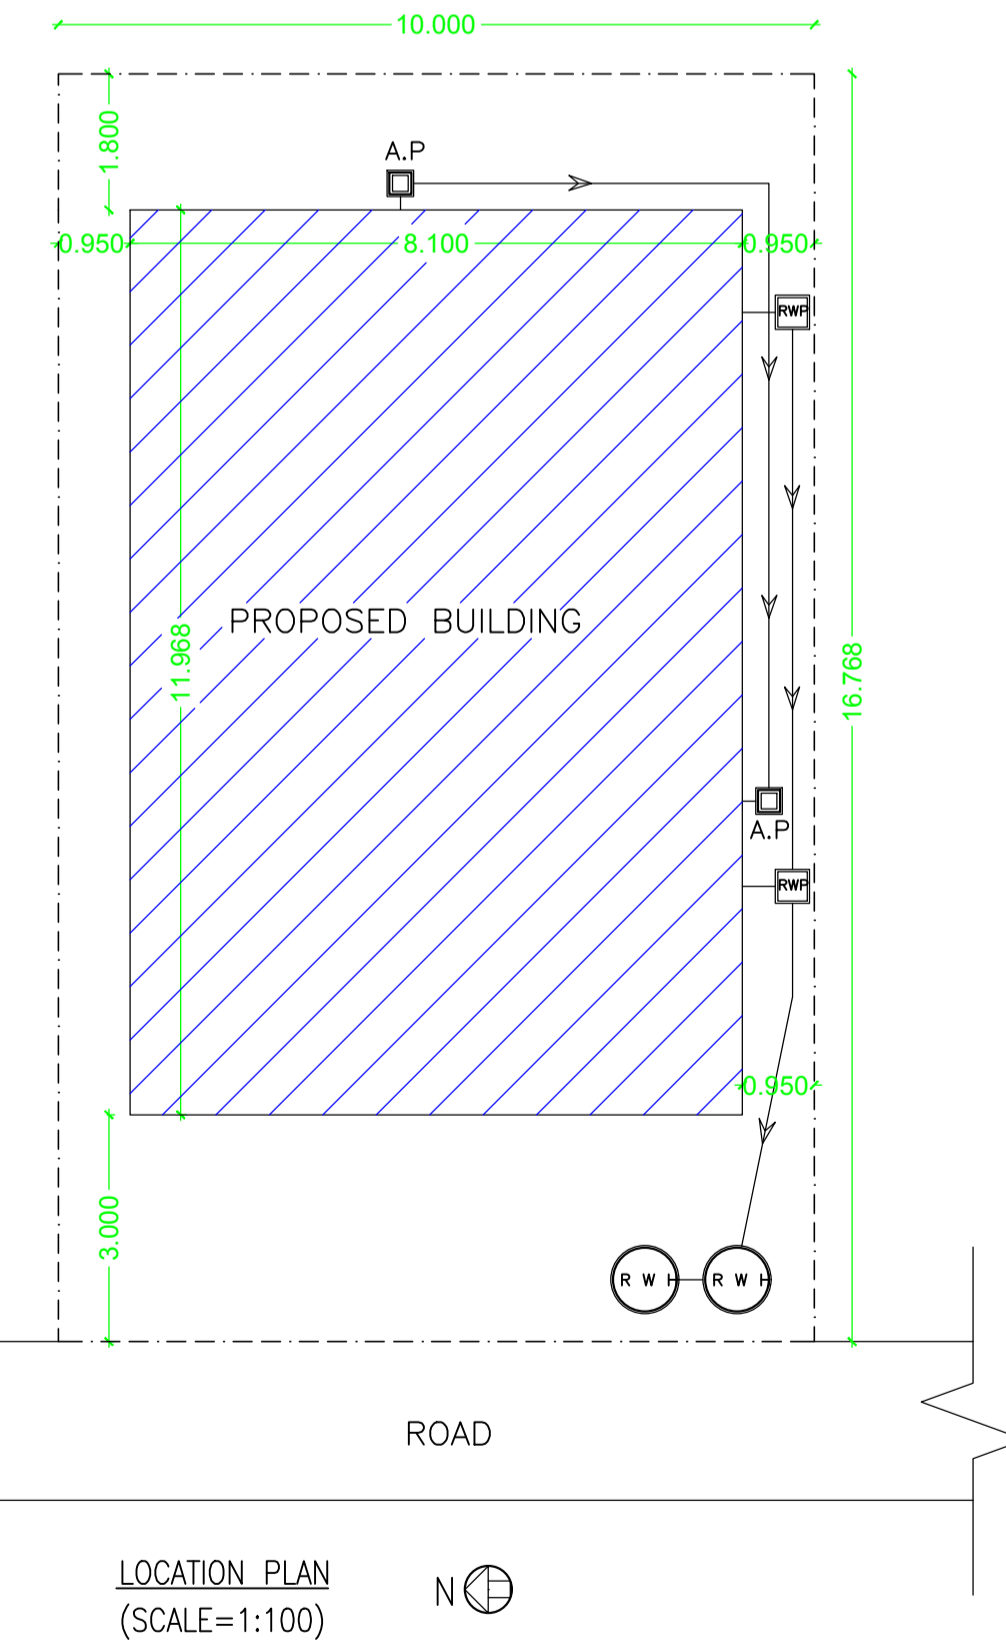 10.000
1.800
A.P
0.950
8.100
0.950
RWP
PROPOSED BUILDING
11.968
16.768
A.P
RWP
0.950
3.000
R W H
R W H
ROAD
LOCATION PLAN
(SCALE=1:100)
N